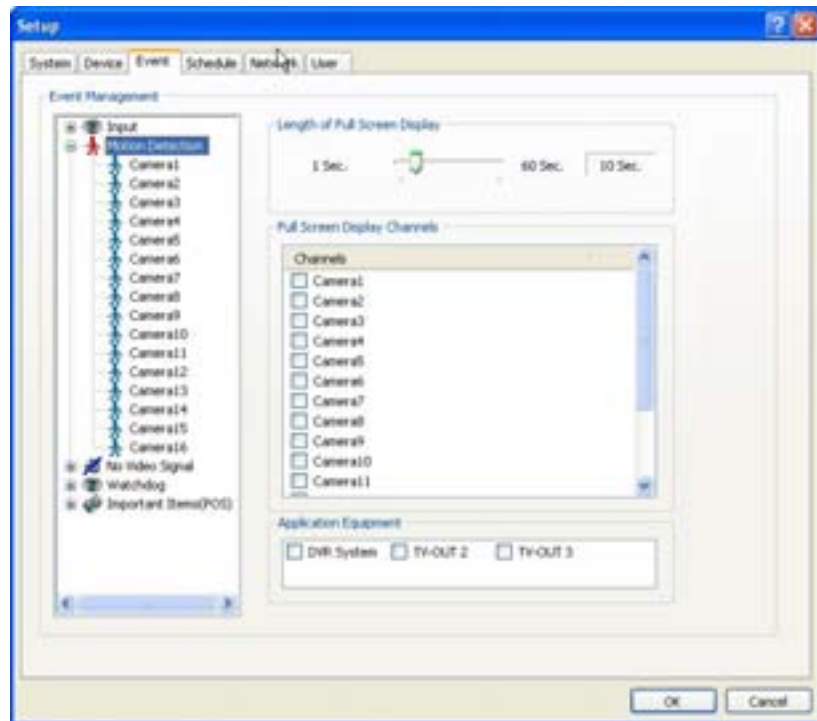 Setup
System Device Event Schedule Network User
Event Management
Input
Motion Detection
Camera1
Camera2
Camera3
Camera4
Camera5
Camera6
Camera7
Camera8
Camera9
Camera10
Camera11
Camera12
Camera13
Camera14
Camera15
Camera16
No Video Signal
Watchdog
Important Items(POS)
Length of Full Screen Display
1 Sec. 60 Sec. 10 Sec.
Full Screen Display Channels
Channels
Camera1
Camera2
Camera3
Camera4
Camera5
Camera6
Camera7
Camera8
Camera9
Camera10
Camera11
Application Equipment
DVR System TV-OUT 2 TV-OUT 3
OK Cancel